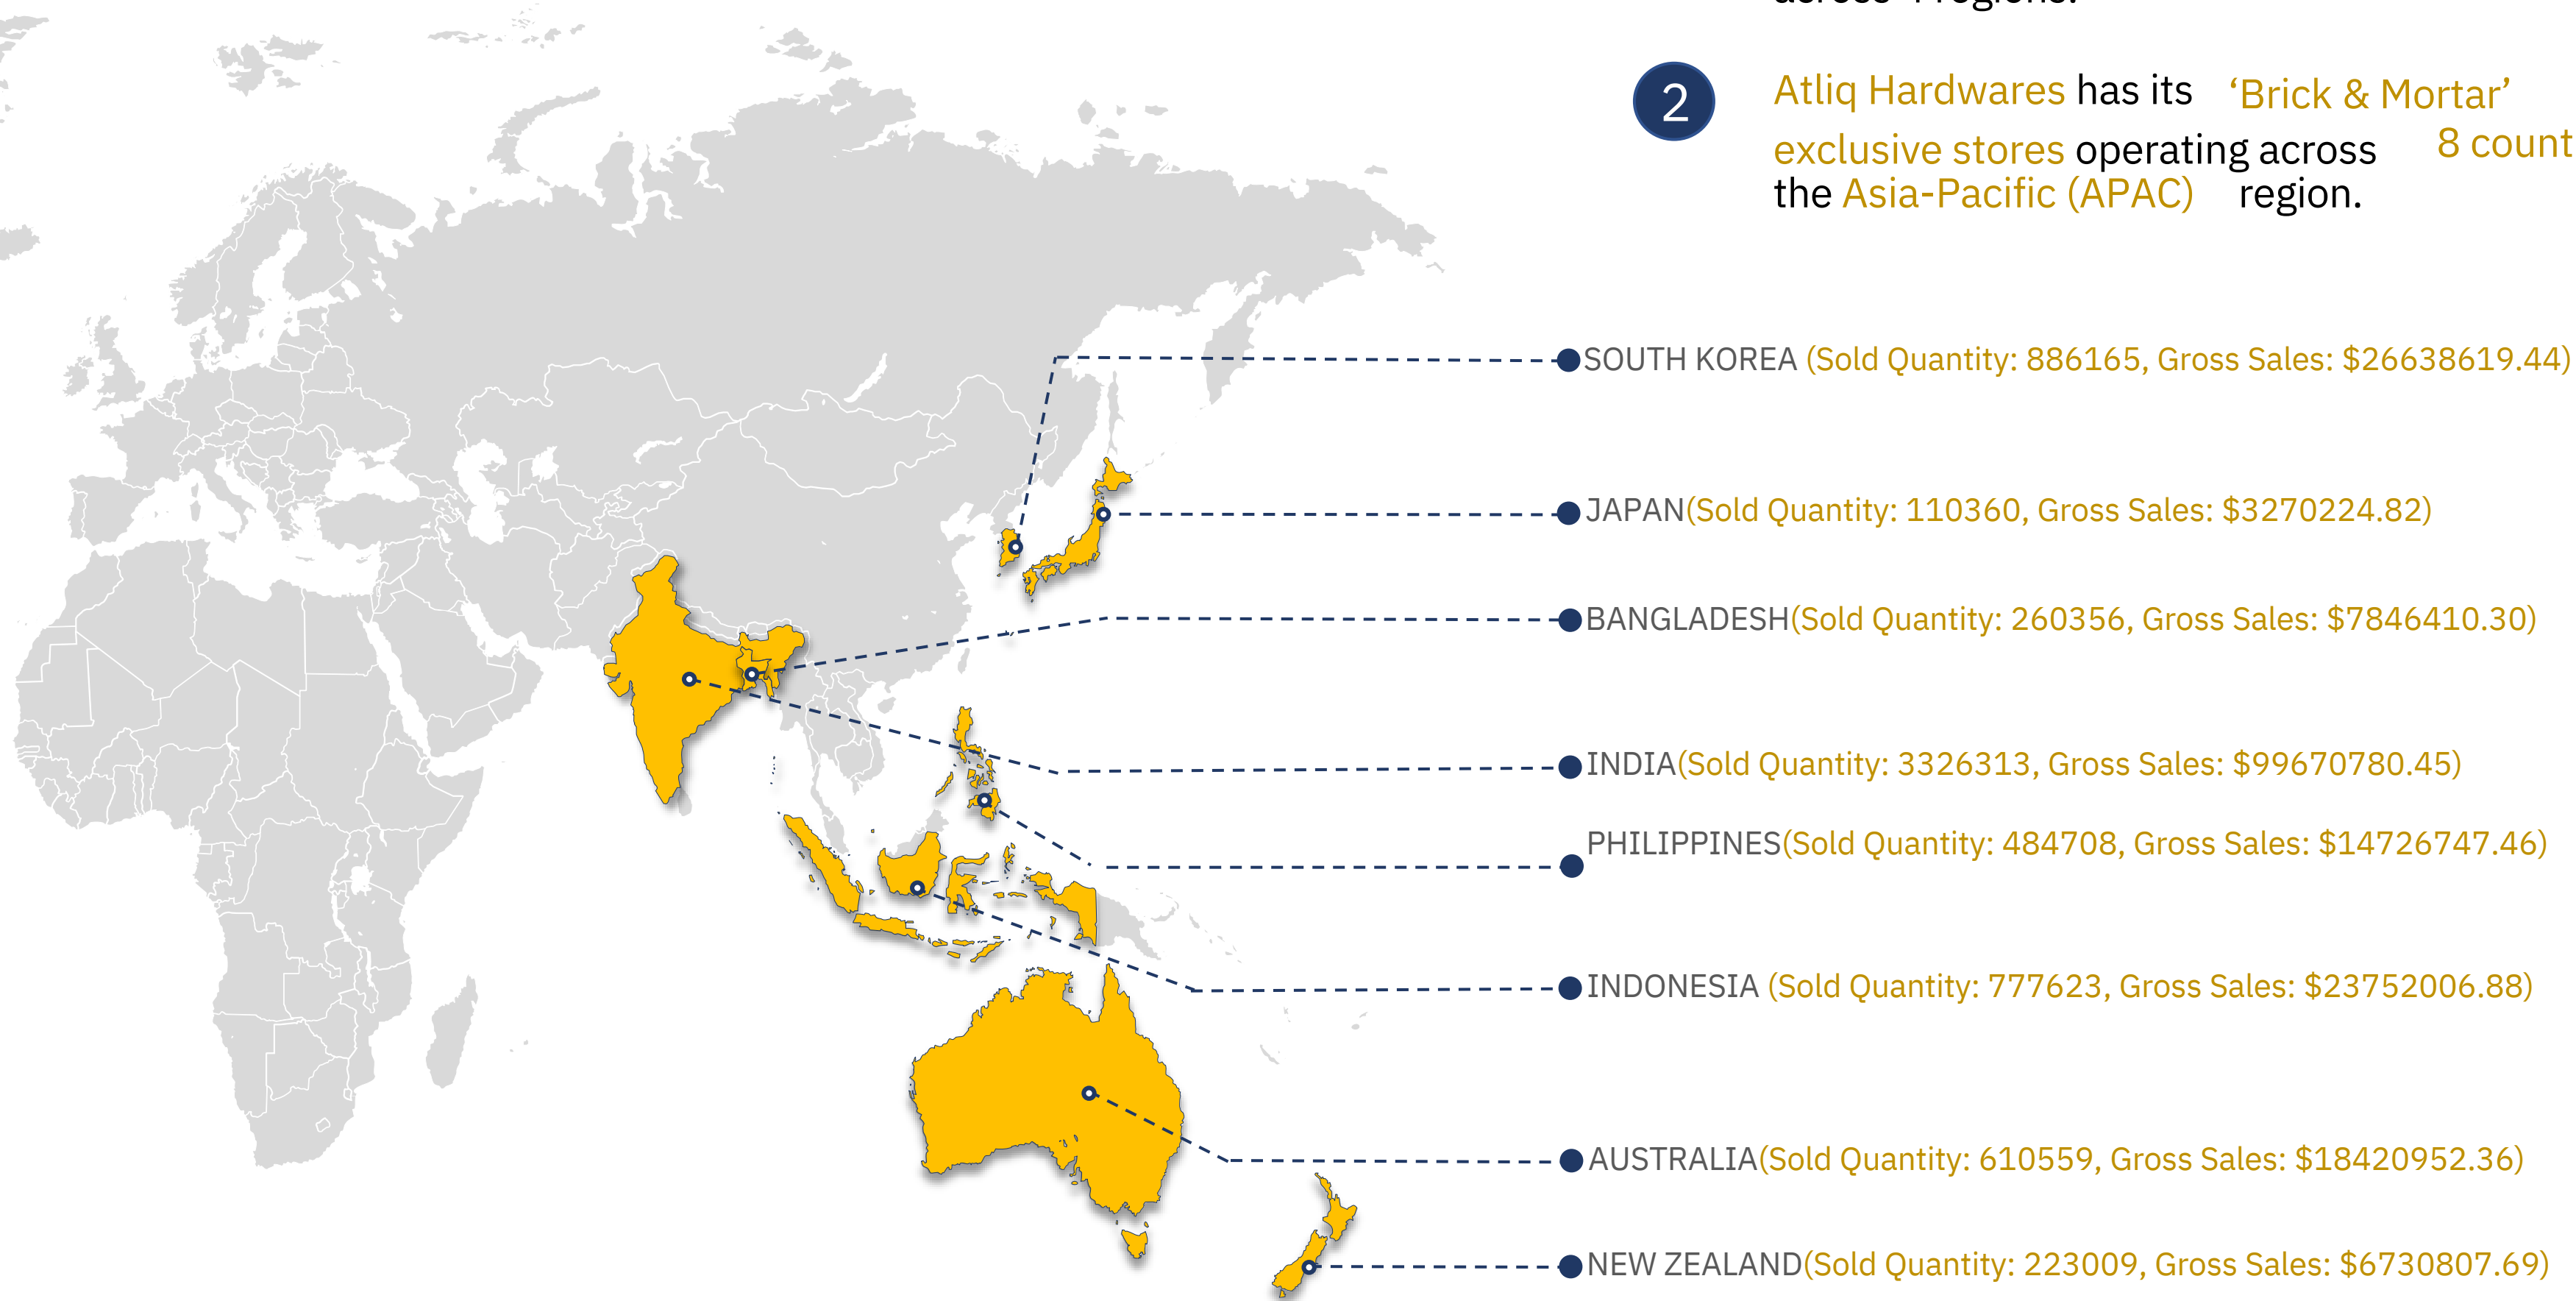 across 4 regions.
2
Atliq Hardwares has its ‘Brick & Mortar’
exclusive stores operating across 8 count
the Asia-Pacific (APAC) region.
SOUTH KOREA (Sold Quantity: 886165, Gross Sales: $26638619.44)
JAPAN(Sold Quantity: 110360, Gross Sales: $3270224.82)
BANGLADESH(Sold Quantity: 260356, Gross Sales: $7846410.30)
INDIA(Sold Quantity: 3326313, Gross Sales: $99670780.45)
PHILIPPINES(Sold Quantity: 484708, Gross Sales: $14726747.46)
INDONESIA (Sold Quantity: 777623, Gross Sales: $23752006.88)
AUSTRALIA(Sold Quantity: 610559, Gross Sales: $18420952.36)
NEW ZEALAND(Sold Quantity: 223009, Gross Sales: $6730807.69)